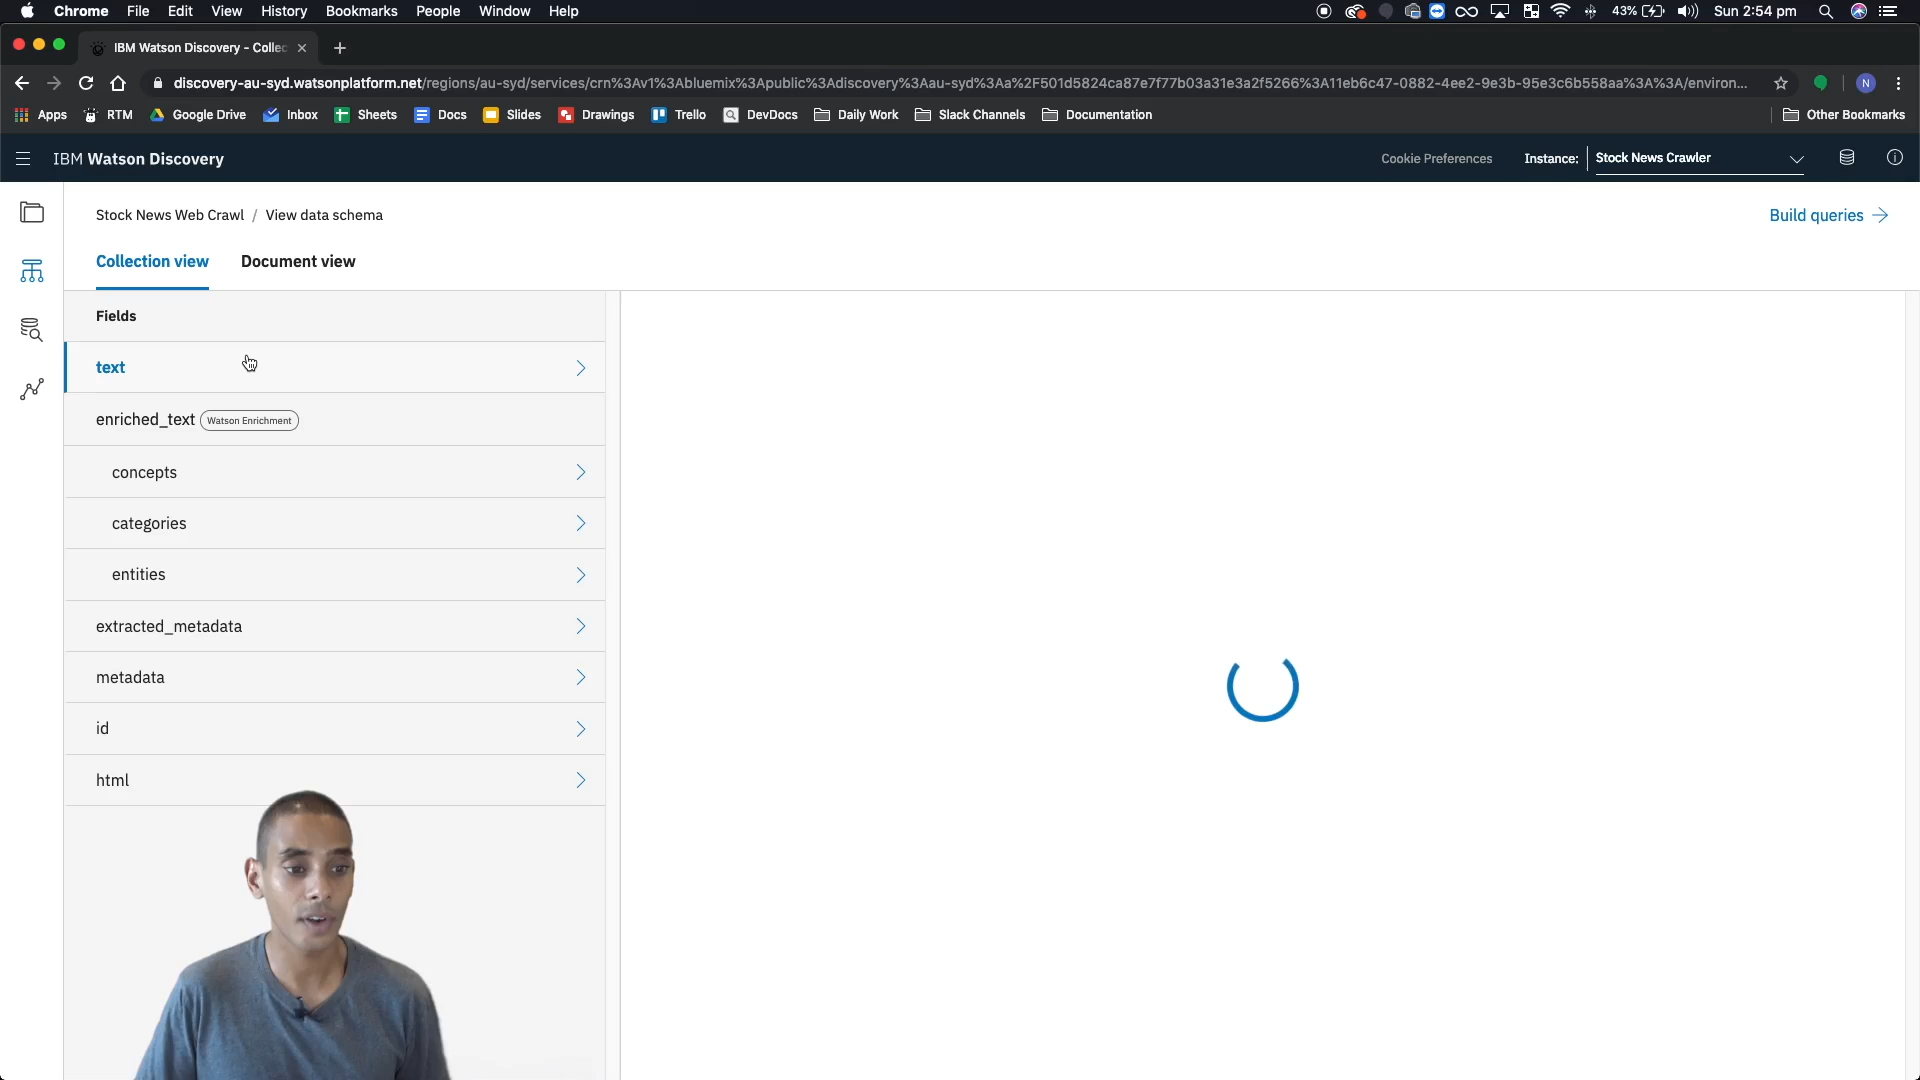 Chrome File Edit View History Bookmarks People Window Help 43% Sun 2:54 pm
IBM Watson Discovery - Collec
discovery-au-syd.watsonplatform.net/regions/au-syd/services/crn%3Av1%3Abluemix%3Apublic%3Adiscovery%3Aau-syd%3Aa%2F501d5824ca87e7f77b03a31e3a2f5266%3A11eb6c47-0882-4ee2-9e3b-95e3c6b558aa%3A%3A/environ... N
Apps RTM Google Drive Inbox Sheets Docs Slides Drawings Trello DevDocs Daily Work Slack Channels Documentation Other Bookmarks
IBM Watson Discovery Cookie Preferences Instance: Stock News Crawler
Stock News Web Crawl / View data schema Build queries
Collection view Document view
Fields
text
enriched_text Watson Enrichment
concepts
categories
entities
extracted_metadata
metadata
id
html